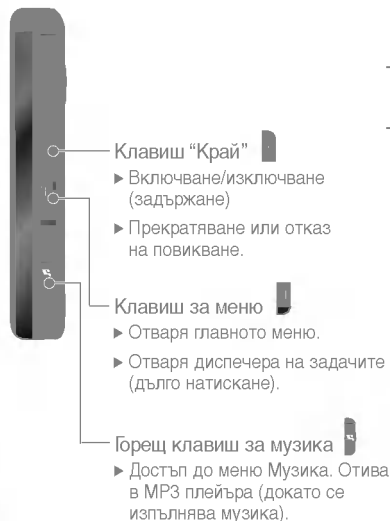 Клавиш “Край”
▶ Включване/изключване
(задържане)
▶ Прекратяване или отказ
на повикване.
Клавиш за меню
▶ Отваря главното меню.
▶ Отваря диспечера на задачите
(дълго натискане).
Горещ клавиш за музика
▶ Достъп до меню Музика. Отива
в MP3 плейъра (докато се
изпълнява музика).